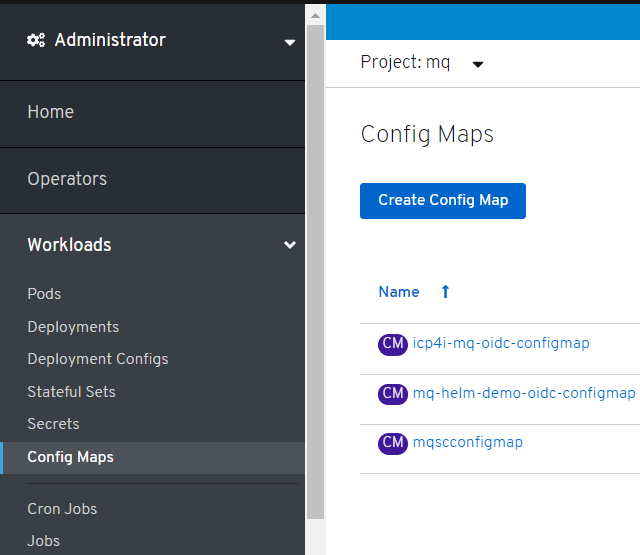 Administrator
Home
Operators
Workloads
Pods
Deployments
Deployment Configs
Stateful Sets
Secrets
Config Maps
Cron Jobs
Jobs
Project: mq
Config Maps
Create Config Map
Name
CM icp4i-mq-oidc-configmap
CM mq-helm-demo-oidc-configmap
CM mqscconfigmap